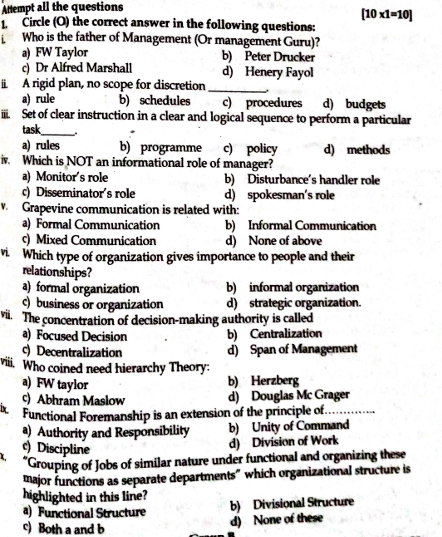 Attempt all the questions [10 x1=10]
1. Circle (O) the correct answer in the following questions:
i. Who is the father of Management (Or management Guru)?
a) FW Taylor b) Peter Drucker
c) Dr Alfred Marshall d) Henery Fayol
ii. A rigid plan, no scope for discretion ____________.
a) rule b) schedules c) procedures d) budgets
iii. Set of clear instruction in a clear and logical sequence to perform a particular
task______.
a) rules b) programme c) policy d) methods
iv. Which is NOT an informational role of manager?
a) Monitor's role b) Disturbance's handler role
c) Disseminator's role d) spokesman's role
v. Grapevine communication is related with:
a) Formal Communication b) Informal Communication
c) Mixed Communication d) None of above
vi. Which type of organization gives importance to people and their
relationships?
a) formal organization b) informal organization
c) business or organization d) strategic organization.
vii. The concentration of decision-making authority is called
a) Focused Decision b) Centralization
c) Decentralization d) Span of Management
viii. Who coined need hierarchy Theory:
a) FW taylor b) Herzberg
c) Abhram Maslow d) Douglas Mc Grager
ix. Functional Foremanship is an extension of the principle of..............
a) Authority and Responsibility b) Unity of Command
c) Discipline d) Division of Work
x. "Grouping of Jobs of similar nature under functional and organizing these
major functions as separate departments" which organizational structure is
highlighted in this line?
a) Functional Structure b) Divisional Structure
c) Both a and b d) None of these